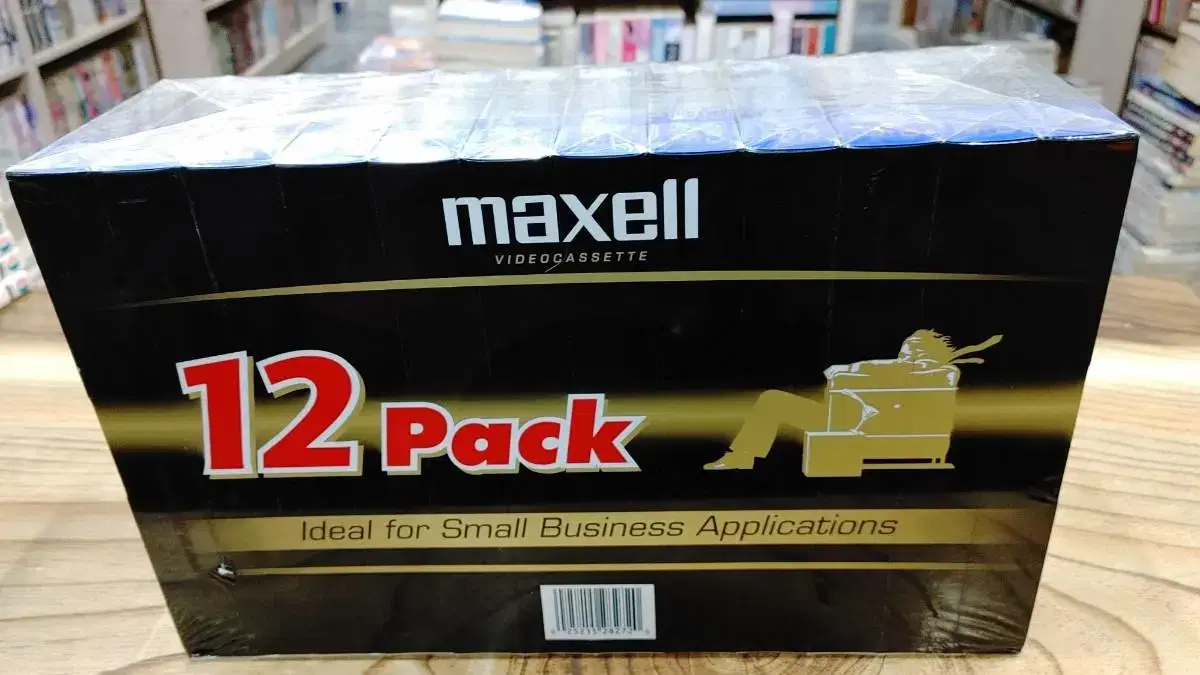 maxell
VIDEOCASSETTE
12 Pack
Ideal for Small Business Applications